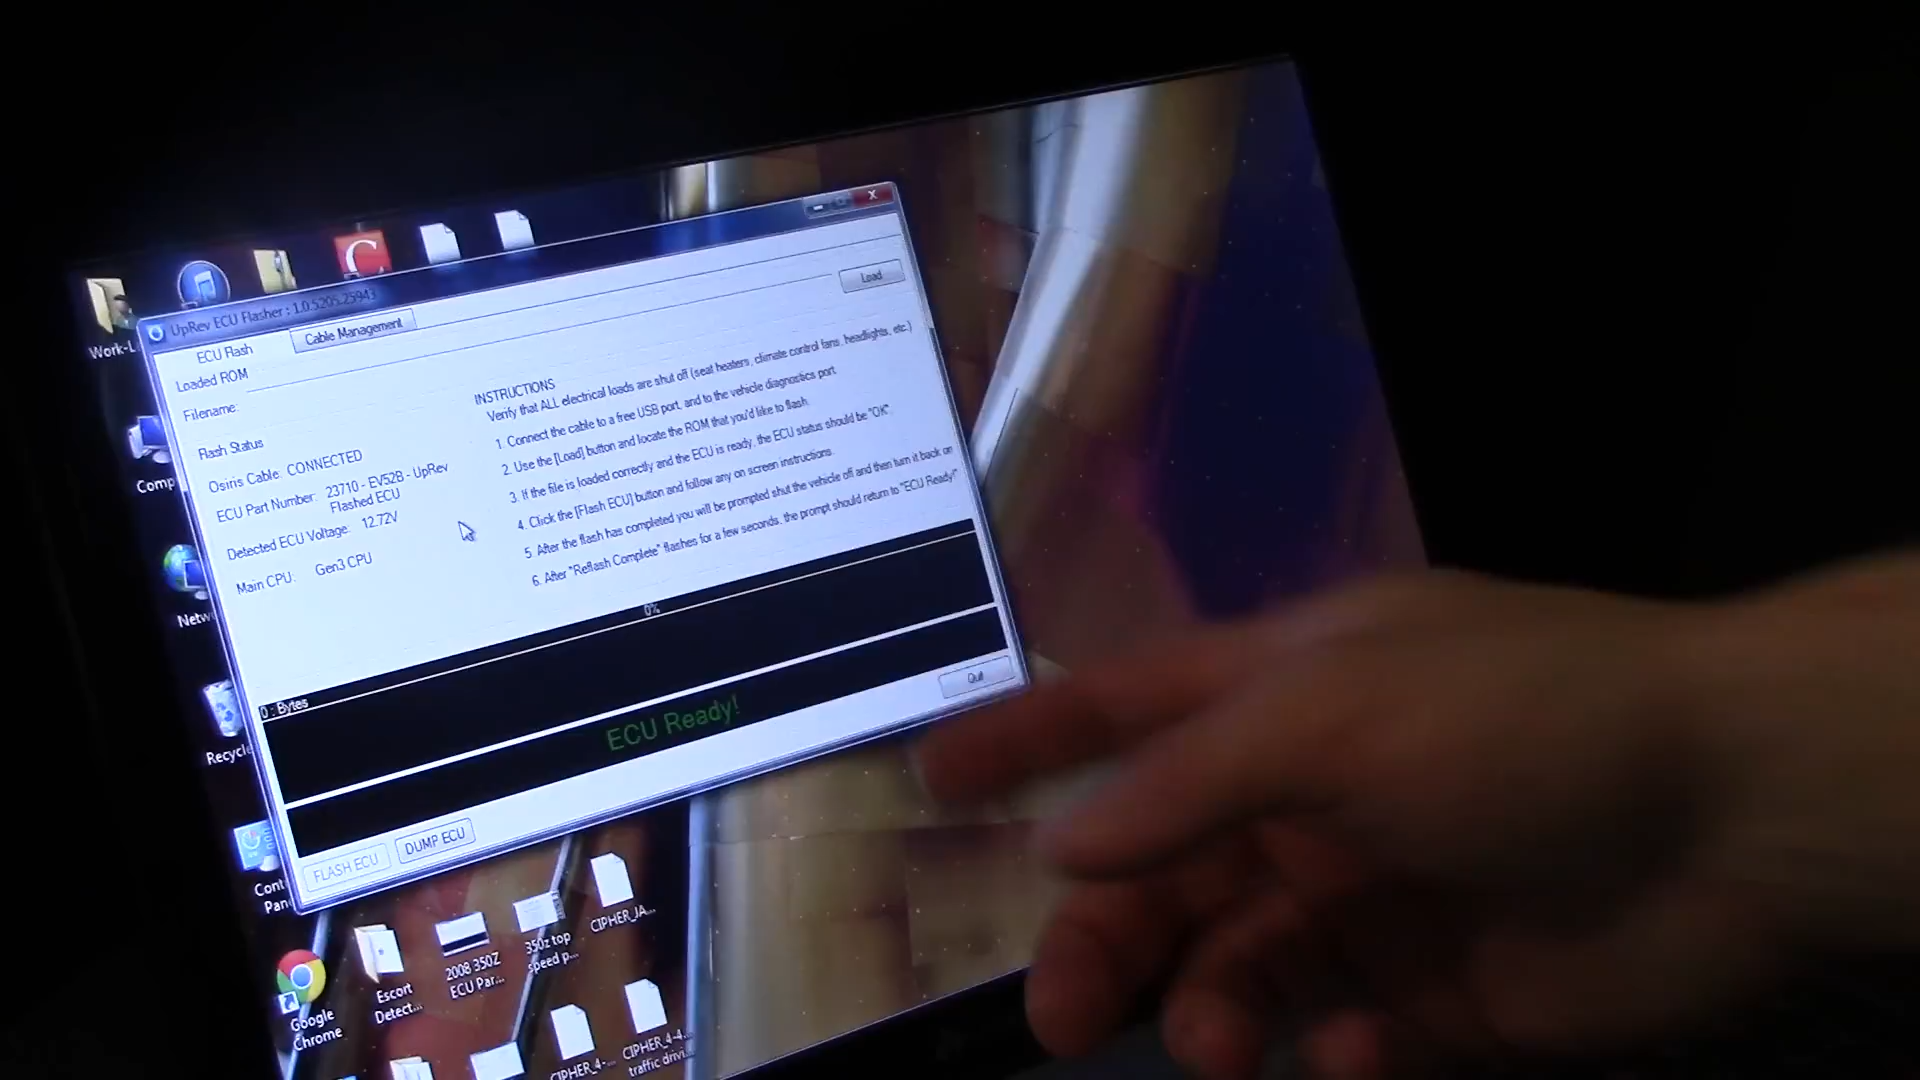 UpRev ECU Flasher : 1.0.5205.25943
ECU Flash
Cable Management
Loaded ROM
Load
Filename:
Flash Status
Osiris Cable: CONNECTED
ECU Part Number: 23710 - EV52B - UpRev
Flashed ECU
Detected ECU Voltage: 12.72V
Main CPU: Gen3 CPU
INSTRUCTIONS
Verify that ALL electrical loads are shut off (seat heaters, climate control fans, headlights, etc.)
1. Connect the cable to a free USB port, and to the vehicle diagnostics port.
2. Use the [Load] button and locate the ROM that you'd like to flash.
3. If the file is loaded correctly and the ECU is ready, the ECU status should be "OK".
4. Click the [Flash ECU] button and follow any on screen instructions.
5. After the flash has completed you will be prompted shut the vehicle off and then turn it back on
6. After "Reflash Complete" flashes for a few seconds, the prompt should return to "ECU Ready!"
0%
0 : Bytes
ECU Ready!
Quit
FLASH ECU
DUMP ECU
Work-L
Comp
Netw
Recycle
Cont
Pan
Google
Chrome
Escort
Detect...
2008 350Z
ECU Par...
350z top
speed p...
CIPHER_JA...
CIPHER_4-...
CIPHER_4-4...
traffic drivi...
C